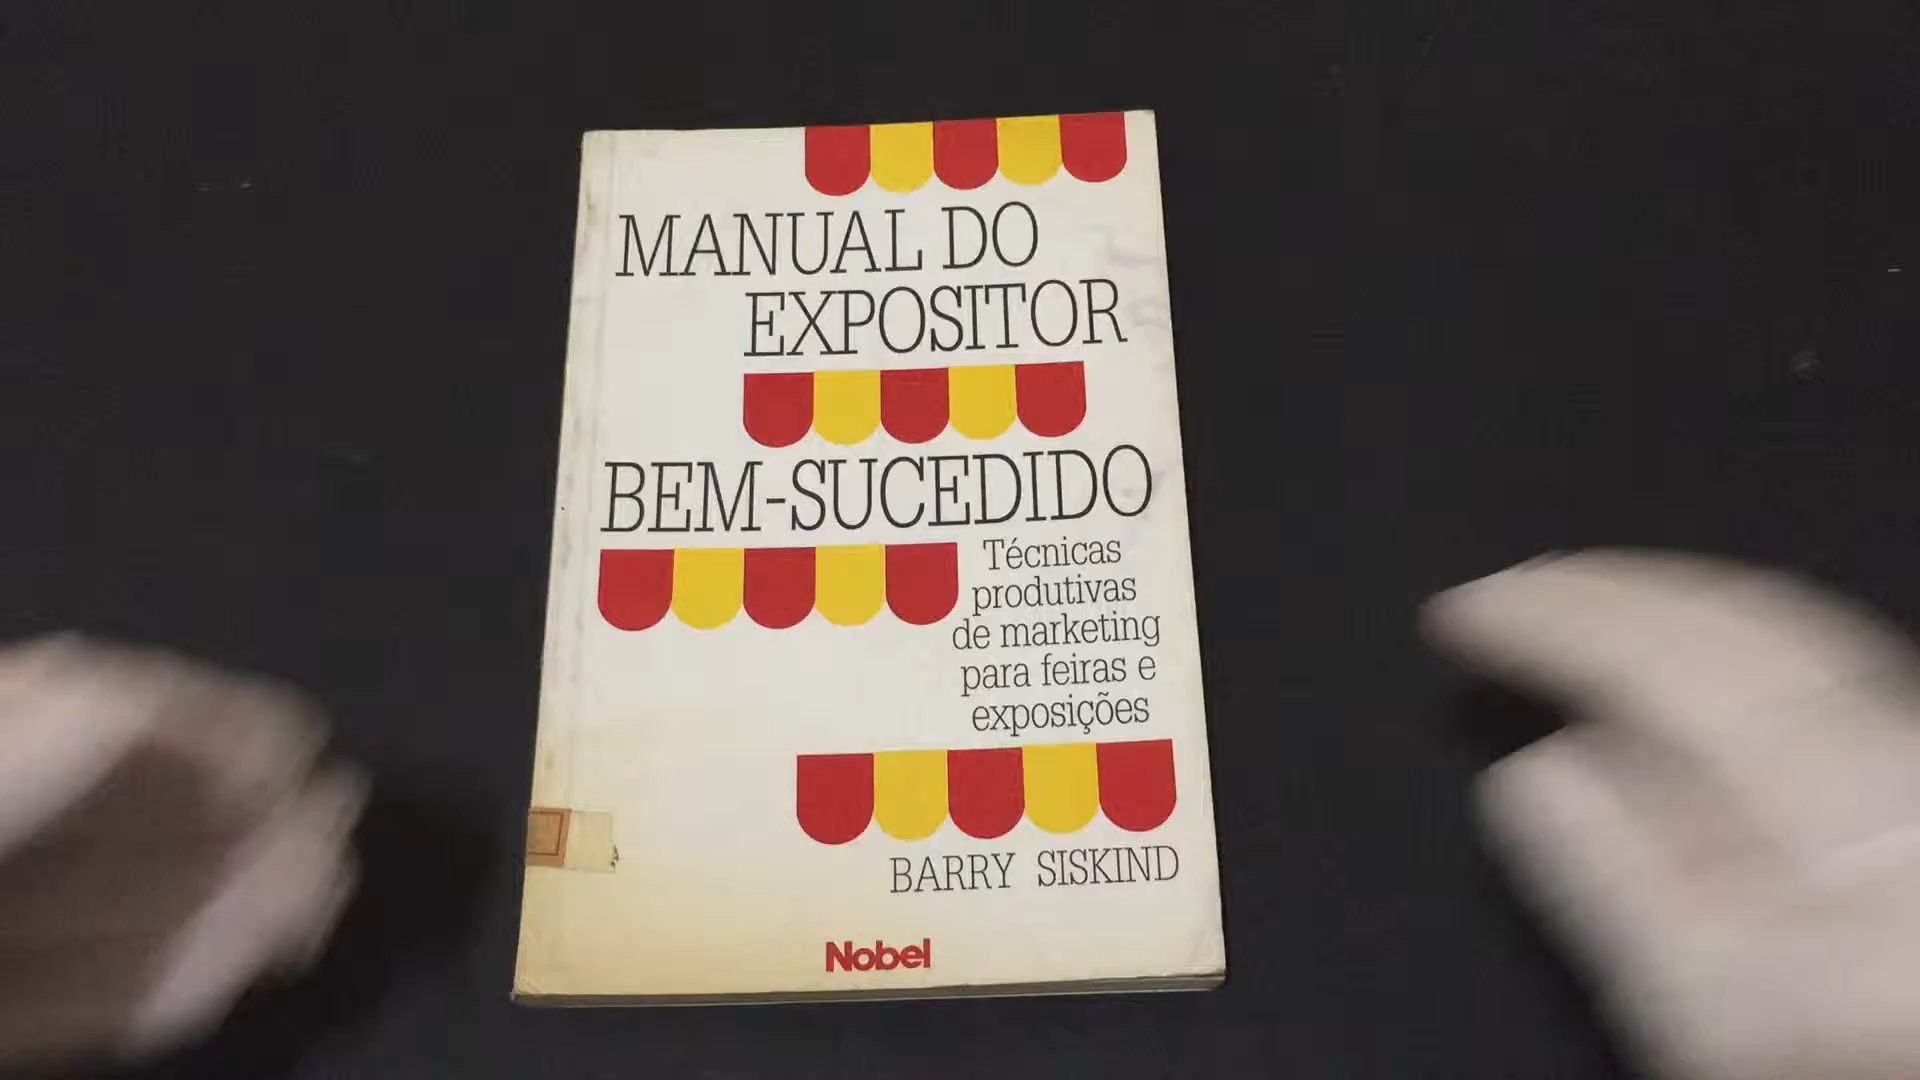 MANUAL DO
EXPOSITOR
BEM-SUCEDIDO
Técnicas
produtivas
de marketing
para feiras e
exposições
BARRY SISKIND
Nobel